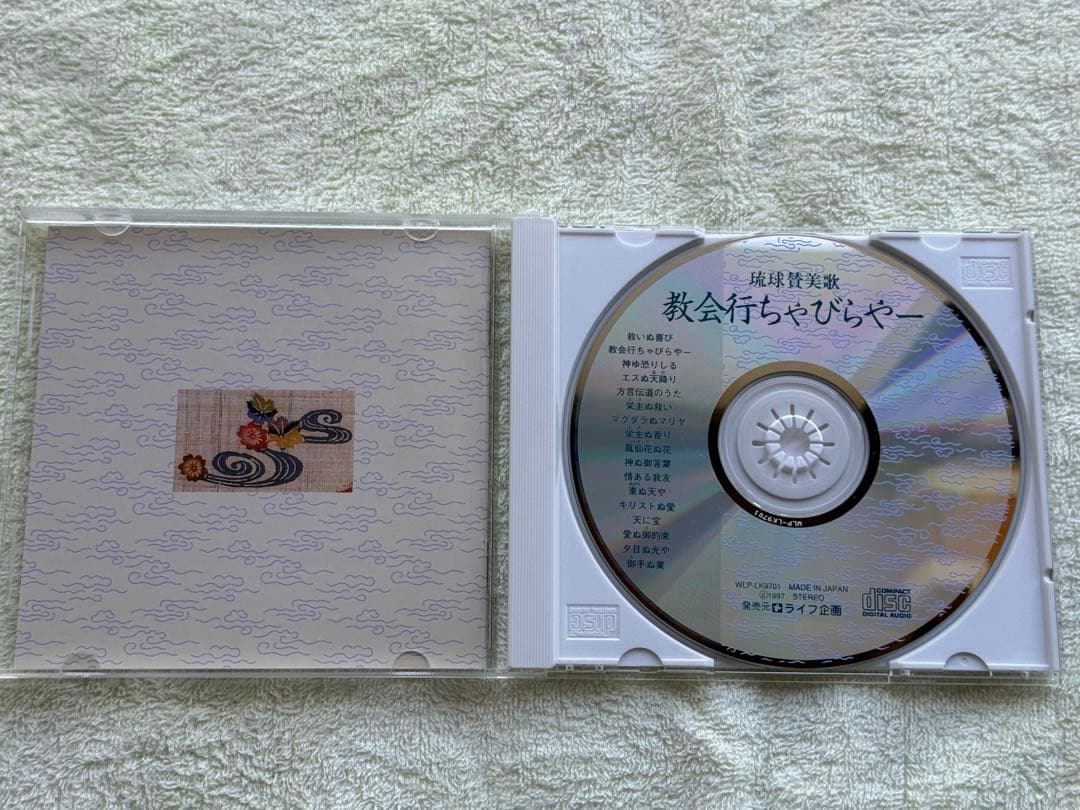 琉球賛美歌
教会行ちゃびらやー
救いぬ喜び
教会行ちゃびらやー
神ゆ恐りしる
エスぬ天降り
方言伝道のうた
栄主ぬ救い
マグダラぬマリヤ
栄主ぬ香り
鳳仙花ぬ花
神ぬ御言葉
情ある我友
東ぬ天や
キリストぬ愛
天に宝
愛ぬ御約束
夕日ぬ光や
御手ぬ業
WLP-LK9701
WLP-LK9701 MADE IN JAPAN
Ⓒ1997 STEREO
発売元 ライフ企画
COMPACT
disc
DIGITAL AUDIO
disc
COMPACT
disc
DIGITAL AUDIO